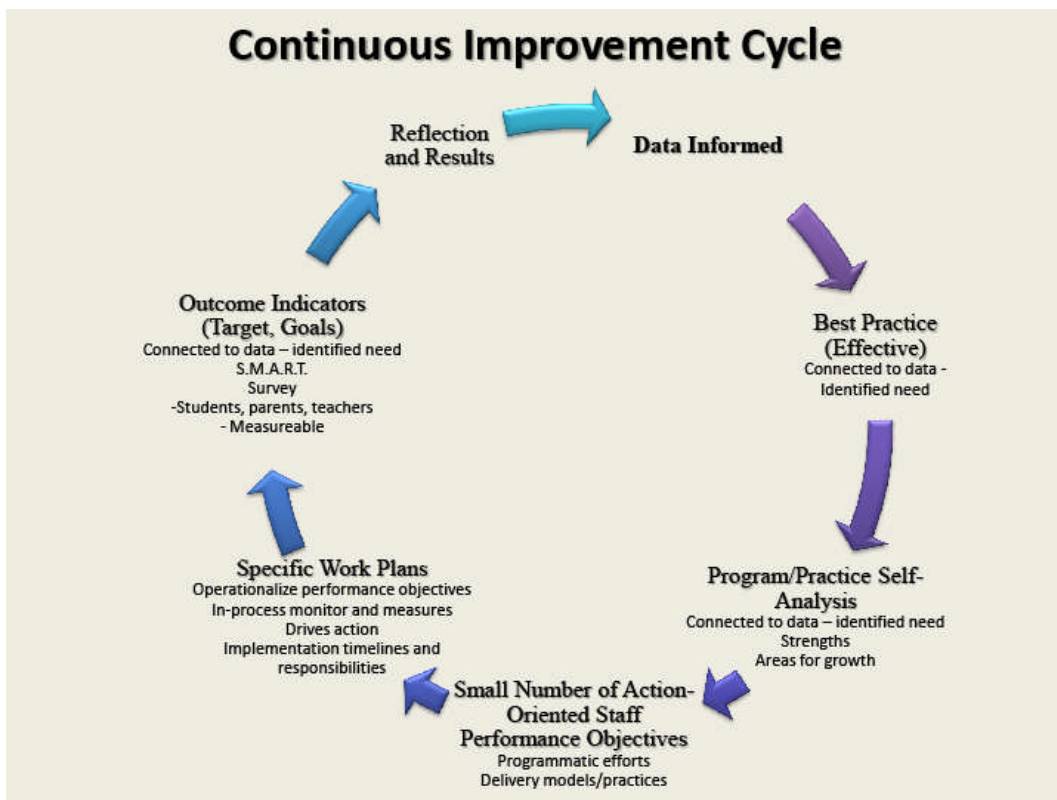 Continuous Improvement Cycle
Reflection
and Results
Data Informed
Best Practice
(Effective)
Connected to data -
Identified need
Program/Practice Self-
Analysis
Connected to data – identified need
Strengths
Areas for growth
Small Number of Action-
Oriented Staff
Performance Objectives
Programmatic efforts
Delivery models/practices
Specific Work Plans
Operationalize performance objectives
In-process monitor and measures
Drives action
Implementation timelines and
responsibilities
Outcome Indicators
(Target, Goals)
Connected to data – identified need
S.M.A.R.T.
Survey
-Students, parents, teachers
- Measureable